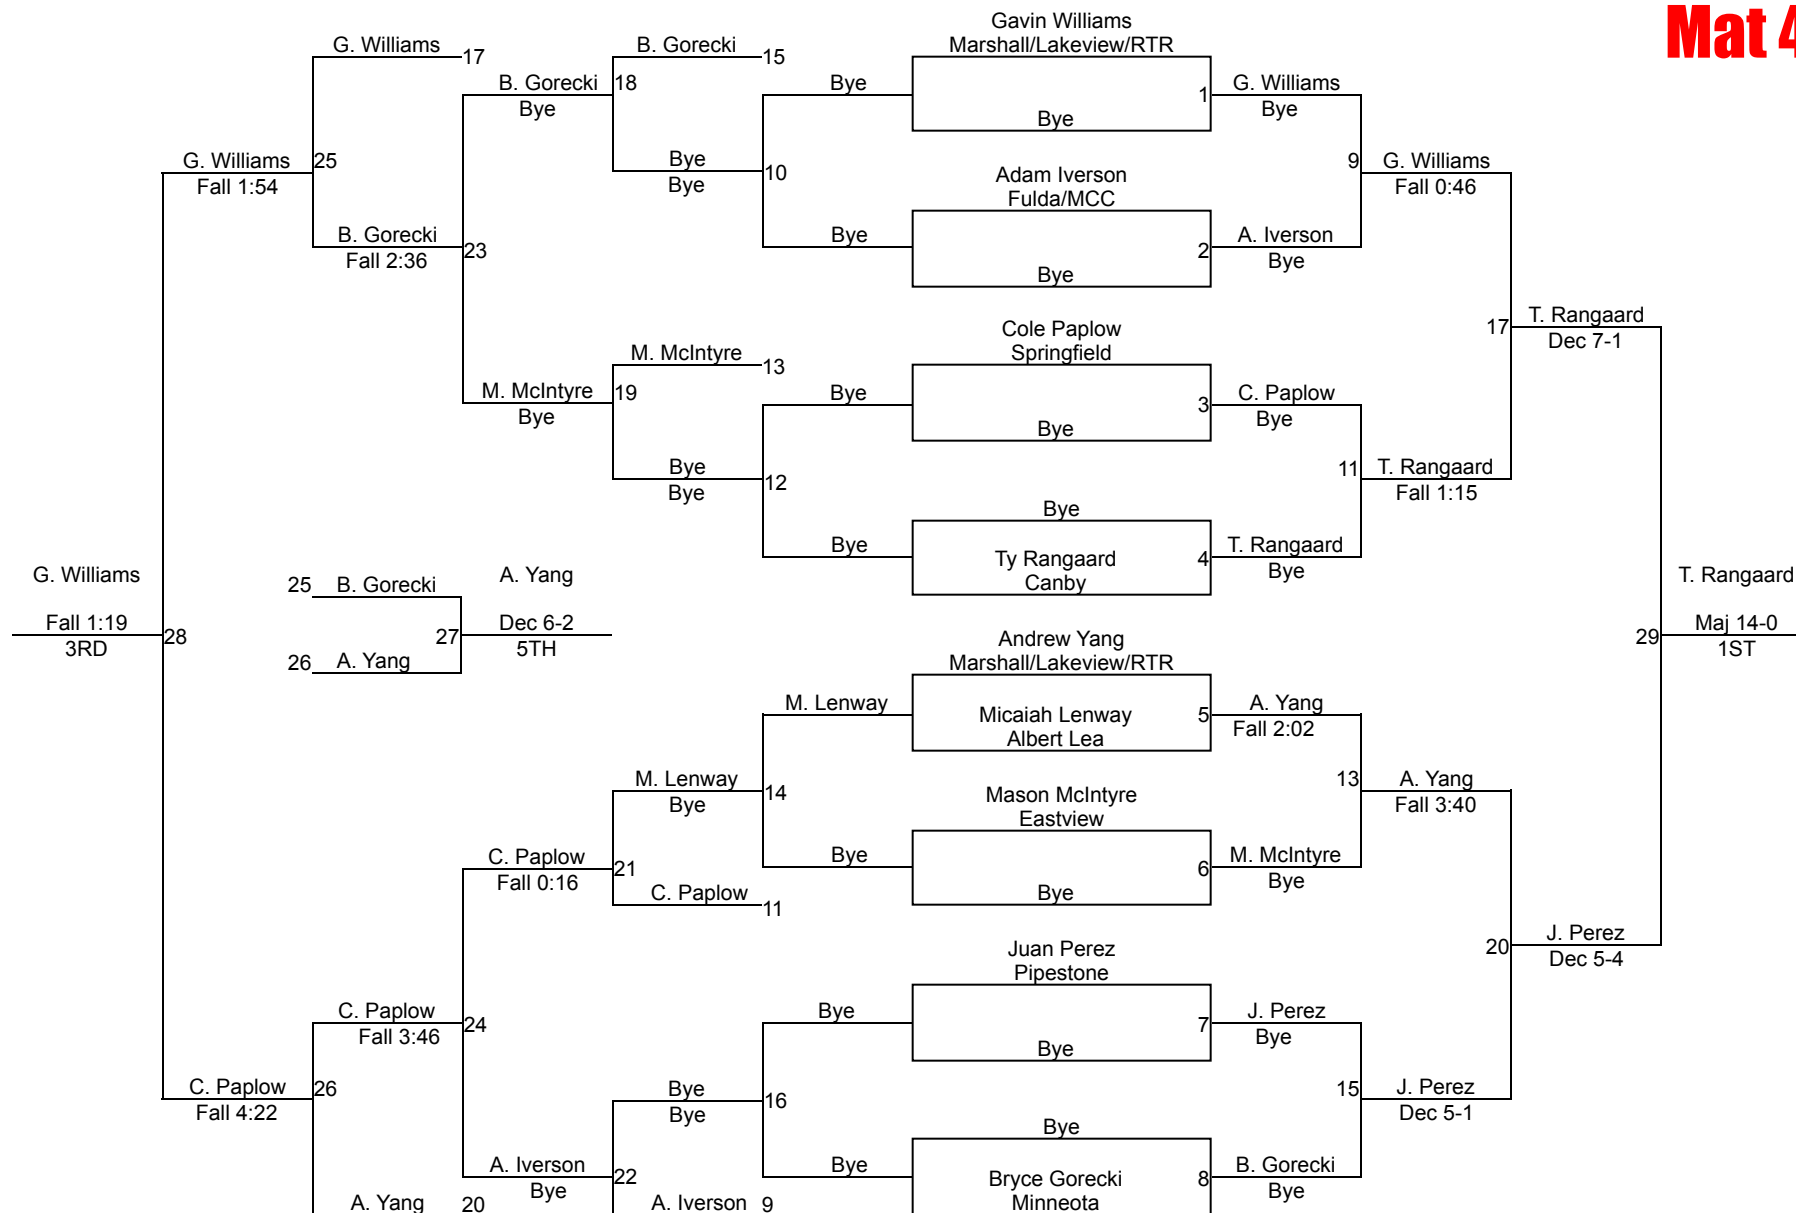 Mat 4
Gavin Williams
Marshall/Lakeview/RTR
G. Williams
17
B. Gorecki
15
B. Gorecki
18
Bye
Bye
1
G. Williams
Bye
Bye
Bye
G. Williams
25
Fall 1:54
Bye
10
Bye
Adam Iverson
Fulda/MCC
9
G. Williams
Fall 0:46
B. Gorecki
23
Fall 2:36
Bye
2
A. Iverson
Bye
Bye
Cole Paplow
Springfield
17
T. Rangaard
Dec 7-1
M. McIntyre
13
M. McIntyre
19
Bye
Bye
3
C. Paplow
Bye
Bye
Bye
12
Bye
11
T. Rangaard
Fall 1:15
Bye
Bye
Ty Rangaard
Canby
4
T. Rangaard
Bye
G. Williams
Fall 1:19
3RD
28
25
B. Gorecki
26
A. Yang
27
A. Yang
Dec 6-2
5TH
T. Rangaard
29
Maj 14-0
1ST
Andrew Yang
Marshall/Lakeview/RTR
M. Lenway
Micaiah Lenway
Albert Lea
5
A. Yang
Fall 2:02
M. Lenway
14
Bye
Mason McIntyre
Eastview
13
A. Yang
Fall 3:40
C. Paplow
21
Fall 0:16
C. Paplow
11
Bye
6
M. McIntyre
Bye
Bye
Juan Perez
Pipestone
20
J. Perez
Dec 5-4
C. Paplow
24
Fall 3:46
Bye
7
J. Perez
Bye
Bye
C. Paplow
26
Fall 4:22
Bye
16
Bye
15
J. Perez
Dec 5-1
Bye
A. Iverson
22
Bye
Bye
Bryce Gorecki
Minneota
8
B. Gorecki
Bye
A. Yang
20
A. Iverson
9